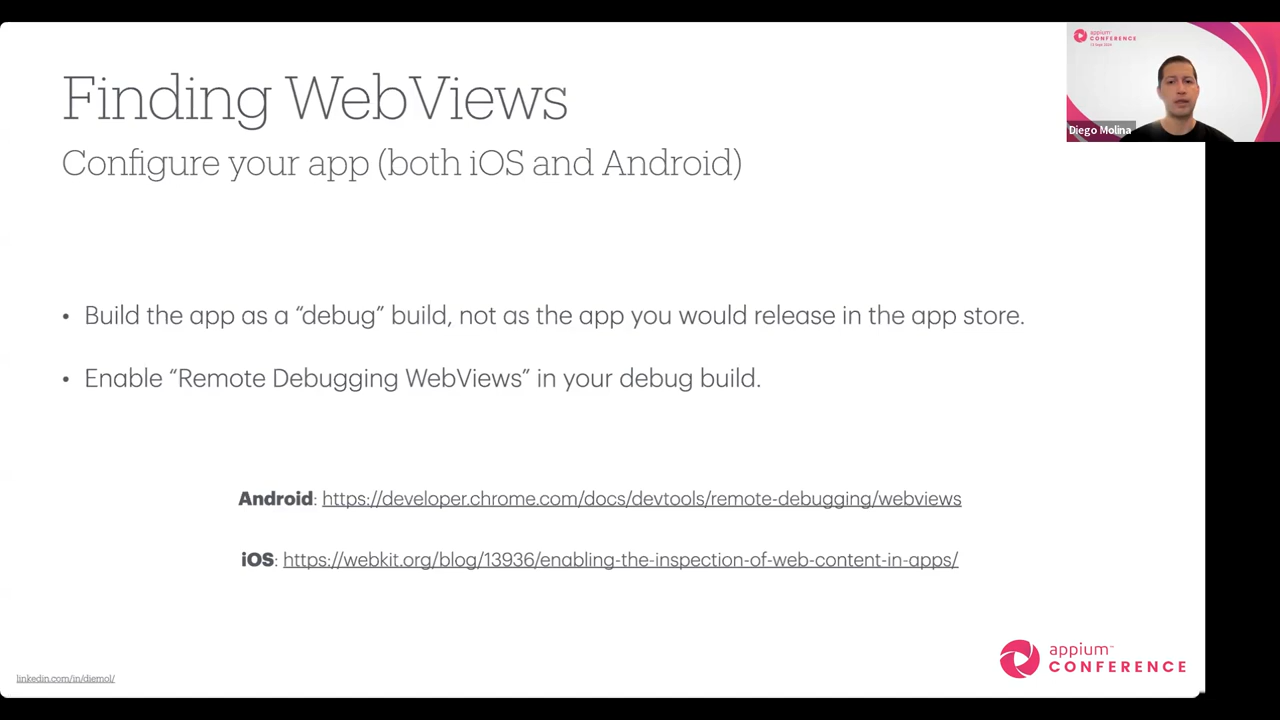 Finding WebViews
Configure your app (both iOS and Android)
• Build the app as a “debug” build, not as the app you would release in the app store.
• Enable “Remote Debugging WebViews” in your debug build.
Android: https://developer.chrome.com/docs/devtools/remote-debugging/webviews
iOS: https://webkit.org/blog/13936/enabling-the-inspection-of-web-content-in-apps/
linkedin.com/in/diemol/
appium™
CONFERENCE
appium
CONFERENCE
Diego Molina